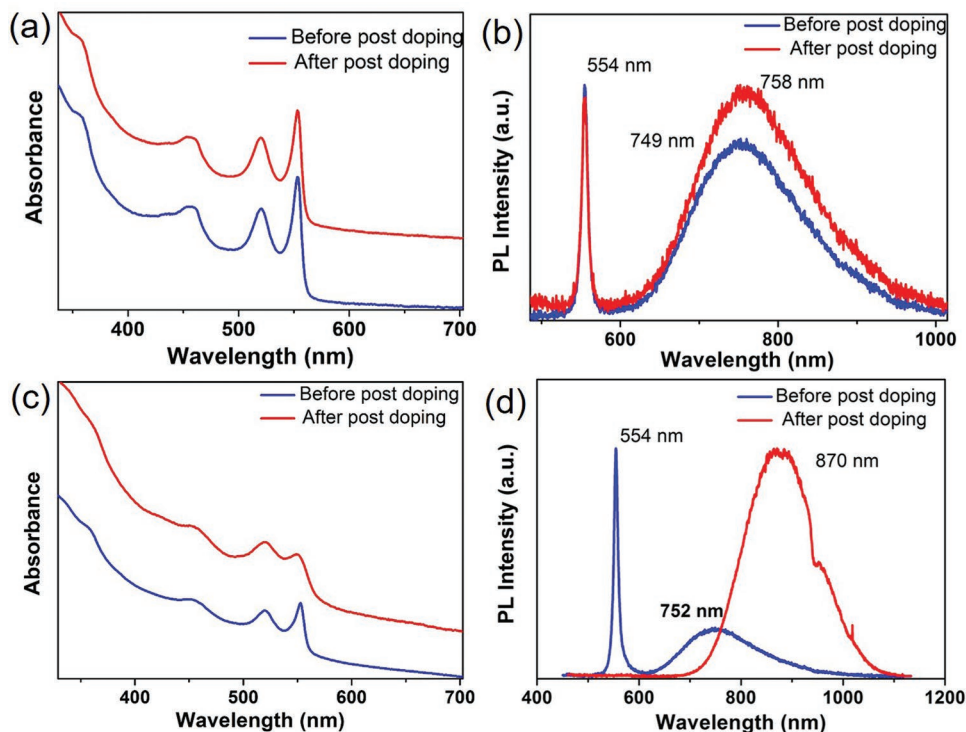 (a)
Before post doping
After post doping
Absorbance
400
500
600
700
Wavelength (nm)
(b)
Before post doping
After post doping
554 nm
758 nm
749 nm
PL Intensity (a.u.)
600
800
1000
Wavelength (nm)
(c)
Before post doping
After post doping
Absorbance
400
500
600
700
Wavelength (nm)
(d)
Before post doping
After post doping
554 nm
870 nm
752 nm
PL Intensity (a.u.)
400
600
800
1000
1200
Wavelength (nm)